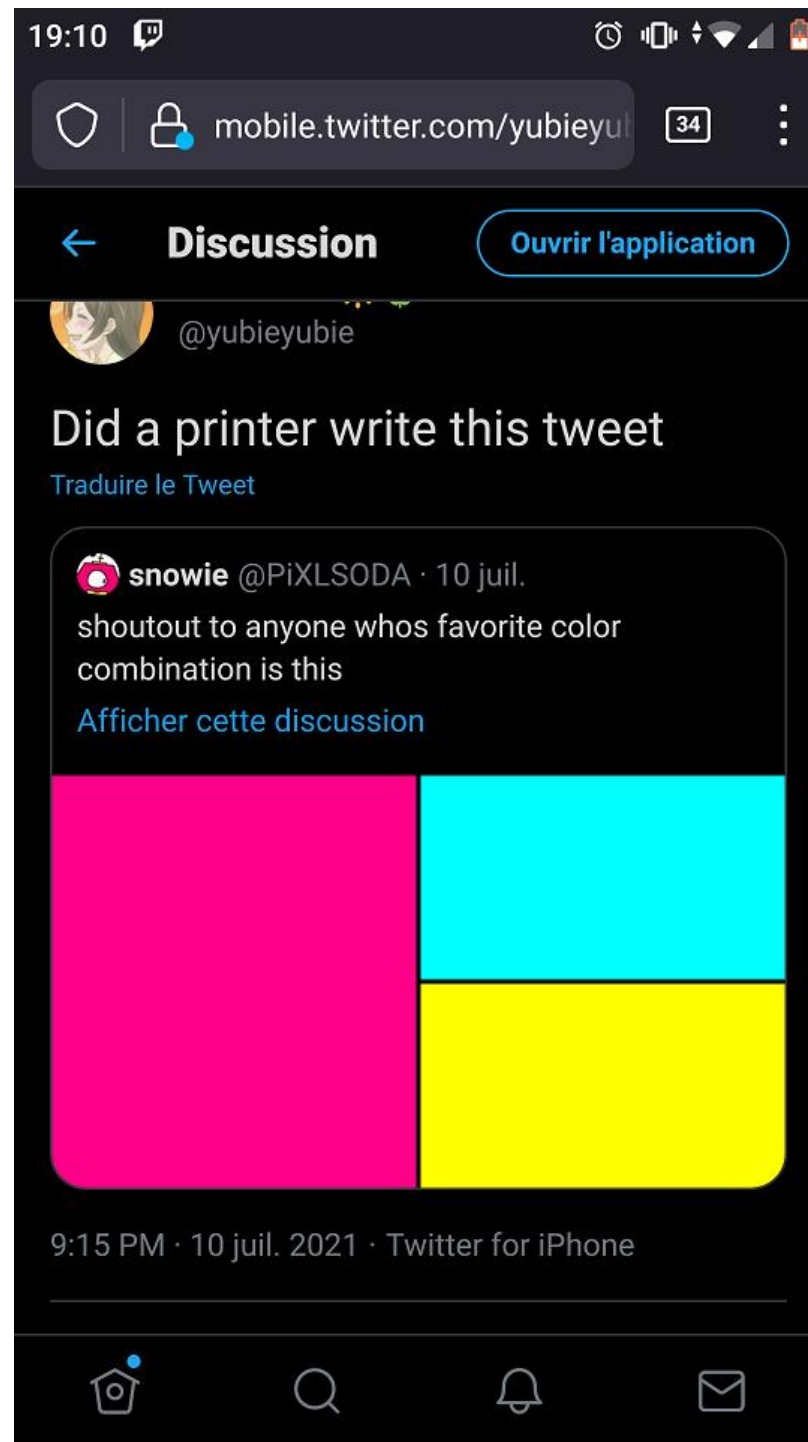 19:10
mobile.twitter.com/yubieyu
34
Discussion
Ouvrir l'application
@yubieyubie
Did a printer write this tweet
Traduire le Tweet
snowie @PiXLSODA · 10 juil.
shoutout to anyone whos favorite color
combination is this
Afficher cette discussion
9:15 PM · 10 juil. 2021 · Twitter for iPhone